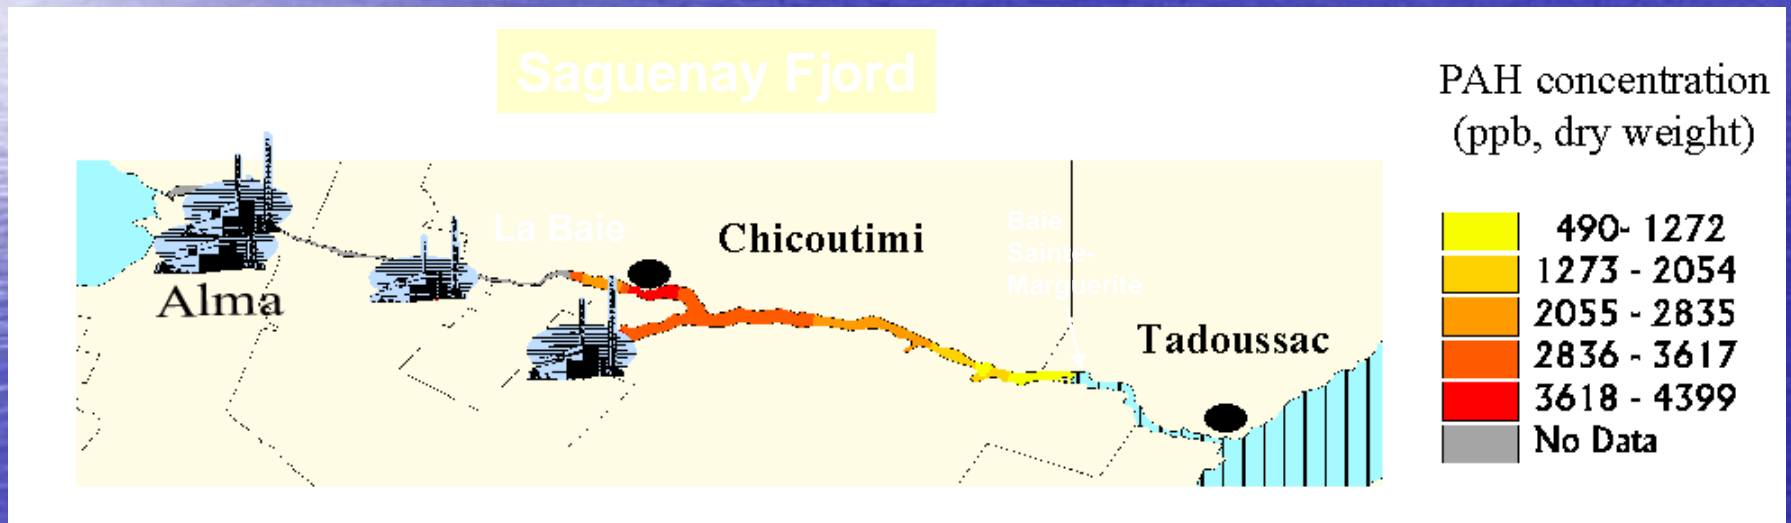 Saguenay Fjord
PAH concentration
(ppb, dry weight)
La Baie
Chicoutimi
Baie
Sainte-
Marguerite
Alma
Tadoussac
490- 1272
1273 - 2054
2055 - 2835
2836 - 3617
3618 - 4399
No Data